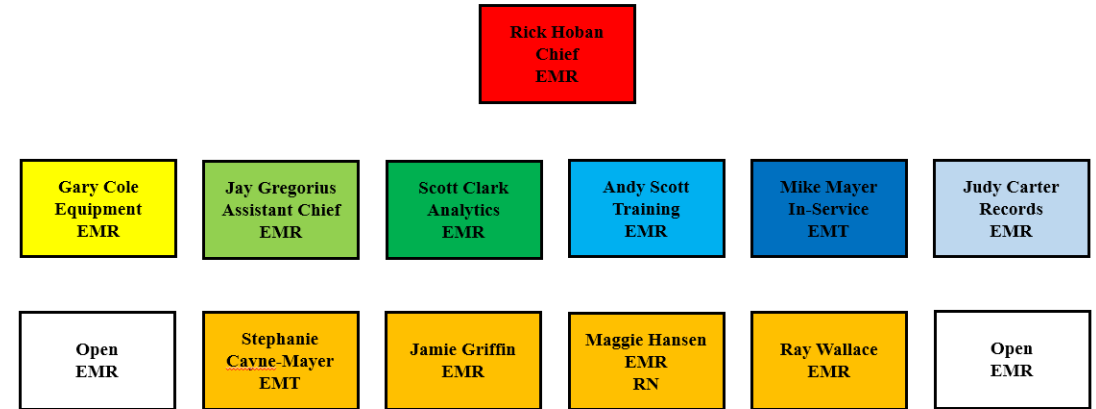 Rick Hoban
Chief
EMR
Gary Cole
Equipment
EMR
Jay Gregorius
Assistant Chief
EMR
Scott Clark
Analytics
EMR
Andy Scott
Training
EMR
Mike Mayer
In-Service
EMT
Judy Carter
Records
EMR
Open
EMR
Stephanie
Cayne-Mayer
EMT
Jamie Griffin
EMR
Maggie Hansen
EMR
RN
Ray Wallace
EMR
Open
EMR